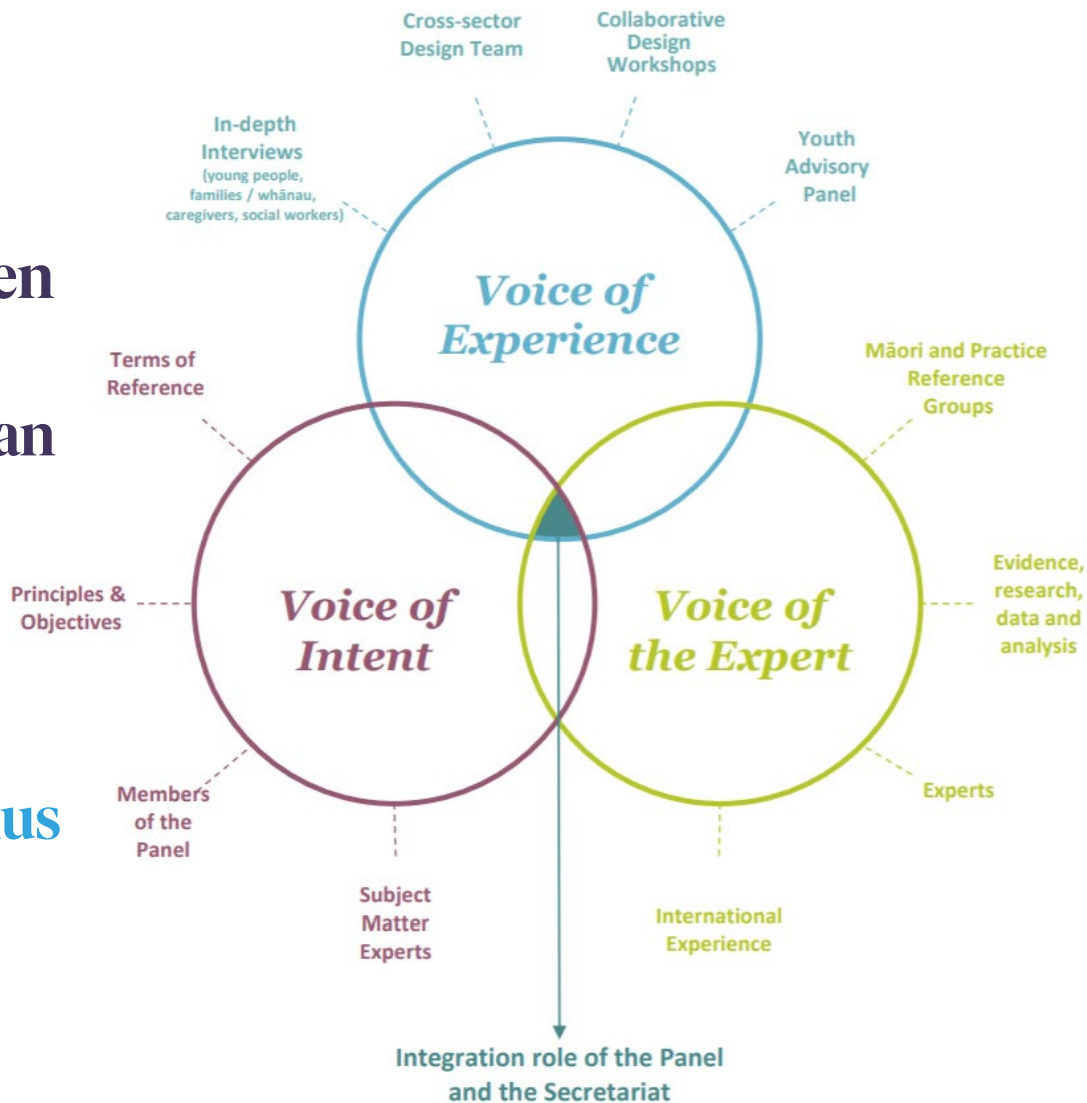 Cross-sector
Design Team
Collaborative
Design
Workshops
In-depth
Interviews
(young people,
families / whānau,
caregivers, social workers)
Youth
Advisory
Panel
Voice of
Experience
en
an
us
Terms of
Reference
Principles &
Objectives
Members
of the
Panel
Subject
Matter
Experts
Voice of
Intent
Māori and Practice
Reference
Groups
Evidence,
research,
data and
analysis
Experts
International
Experience
Voice of
the Expert
Integration role of the Panel
and the Secretariat